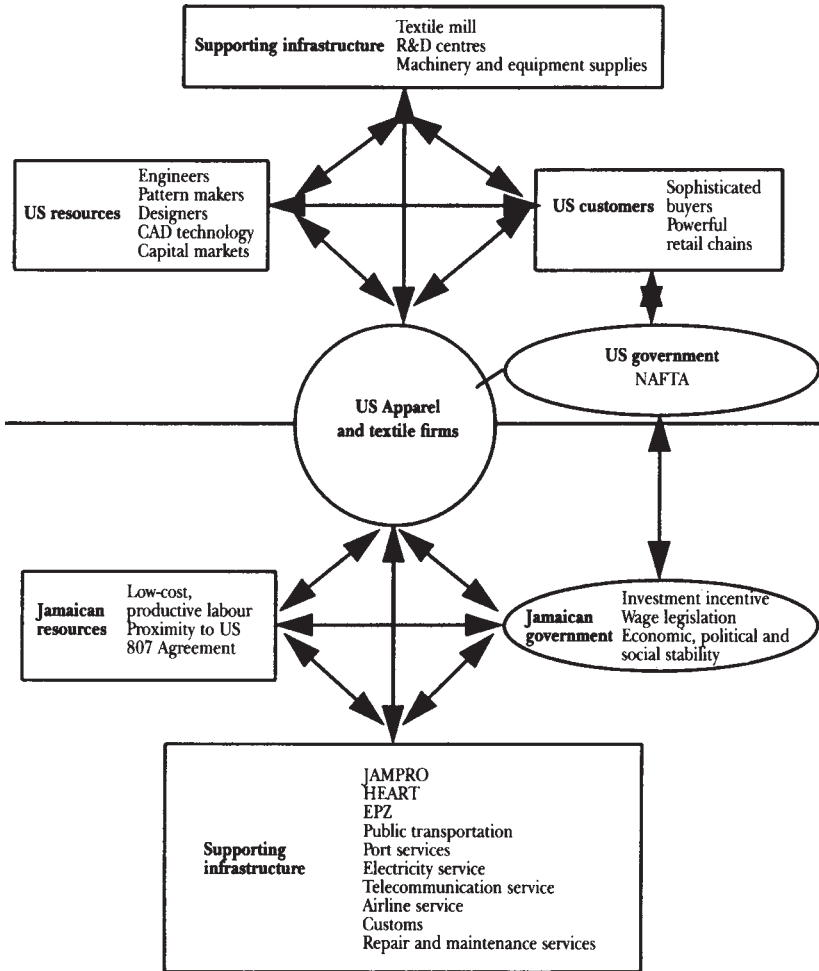 Supporting infrastructure
Textile mill
R&D centres
Machinery and equipment supplies
US resources
Engineers
Pattern makers
Designers
CAD technology
Capital markets
US customers
Sophisticated
buyers
Powerful
retail chains
US government
NAFTA
US Apparel
and textile firms
Jamaican
resources
Low-cost,
productive labour
Proximity to US
807 Agreement
Jamaican
government
Investment incentive
Wage legislation
Economic, political and
social stability
Supporting
infrastructure
JAMPRO
HEART
EPZ
Public transportation
Port services
Electricity service
Telecommunication service
Airline service
Customs
Repair and maintenance services